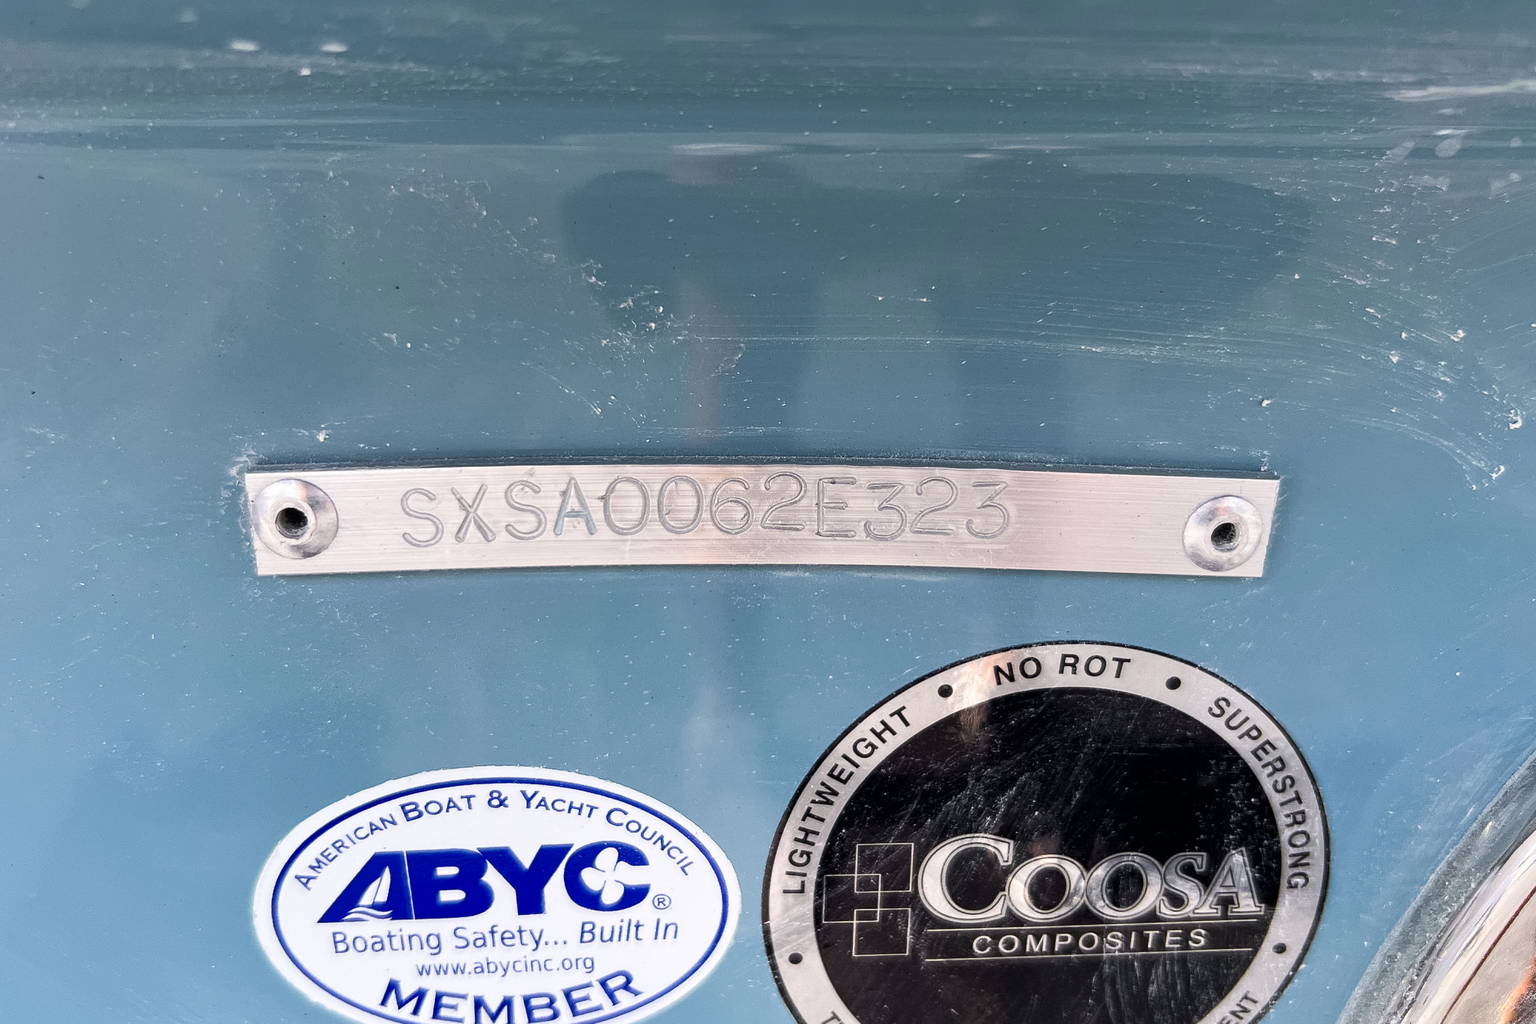 SXSA0062E323
AMERICAN BOAT & YACHT COUNCIL
ABYC®
Boating Safety... Built In
www.abycinc.org
MEMBER
LIGHTWEIGHT • NO ROT • SUPERSTRONG
COOSA
COMPOSITES